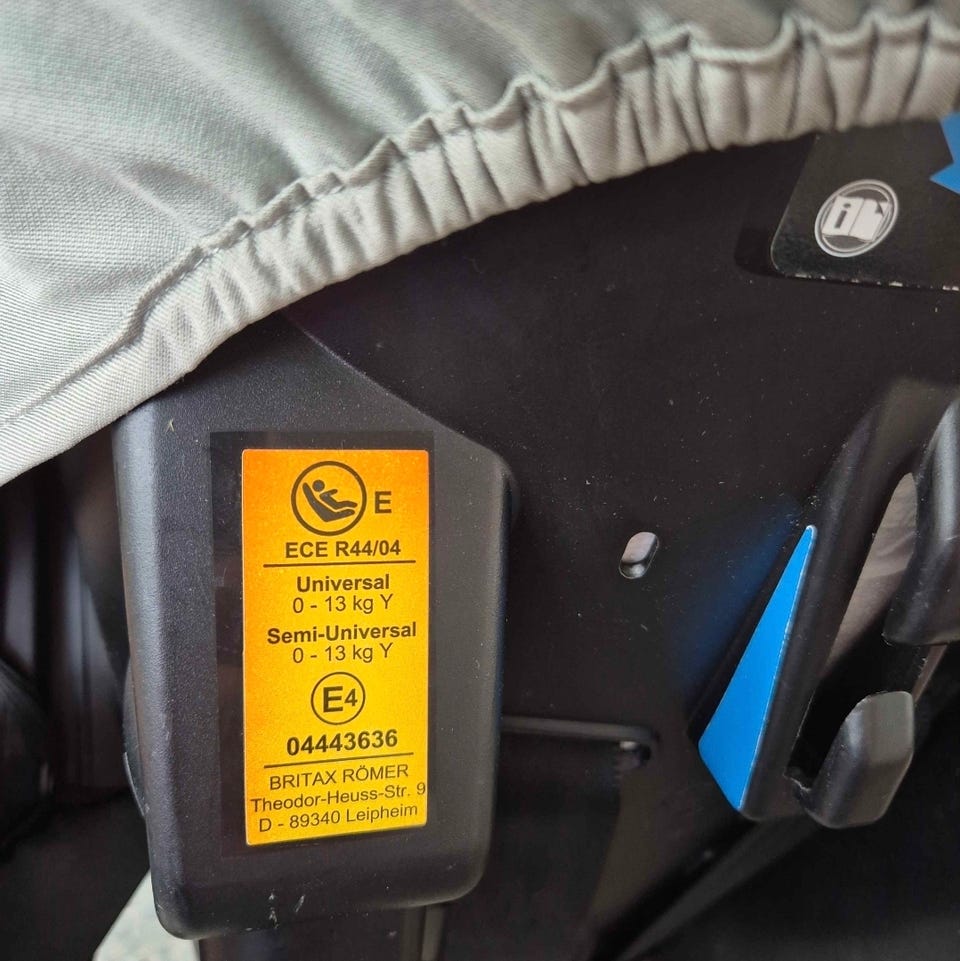 E
ECE R44/04
Universal
0 - 13 kg Y
Semi-Universal
0 - 13 kg Y
E4
04443636
BRITAX RÖMER
Theodor-Heuss-Str. 9
D - 89340 Leipheim
i